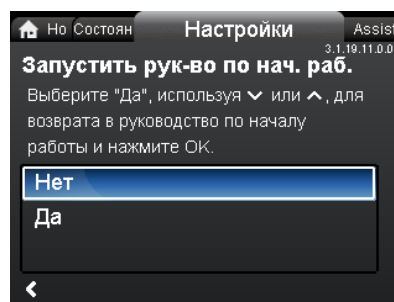 Но Состоян Настройки Assist
3.1.19.11.0.0
Запустить рук-во по нач. раб.
Выберите "Да", используя ⌄ или ⌃, для
возврата в руководство по началу
работы и нажмите OK.
Нет
Да